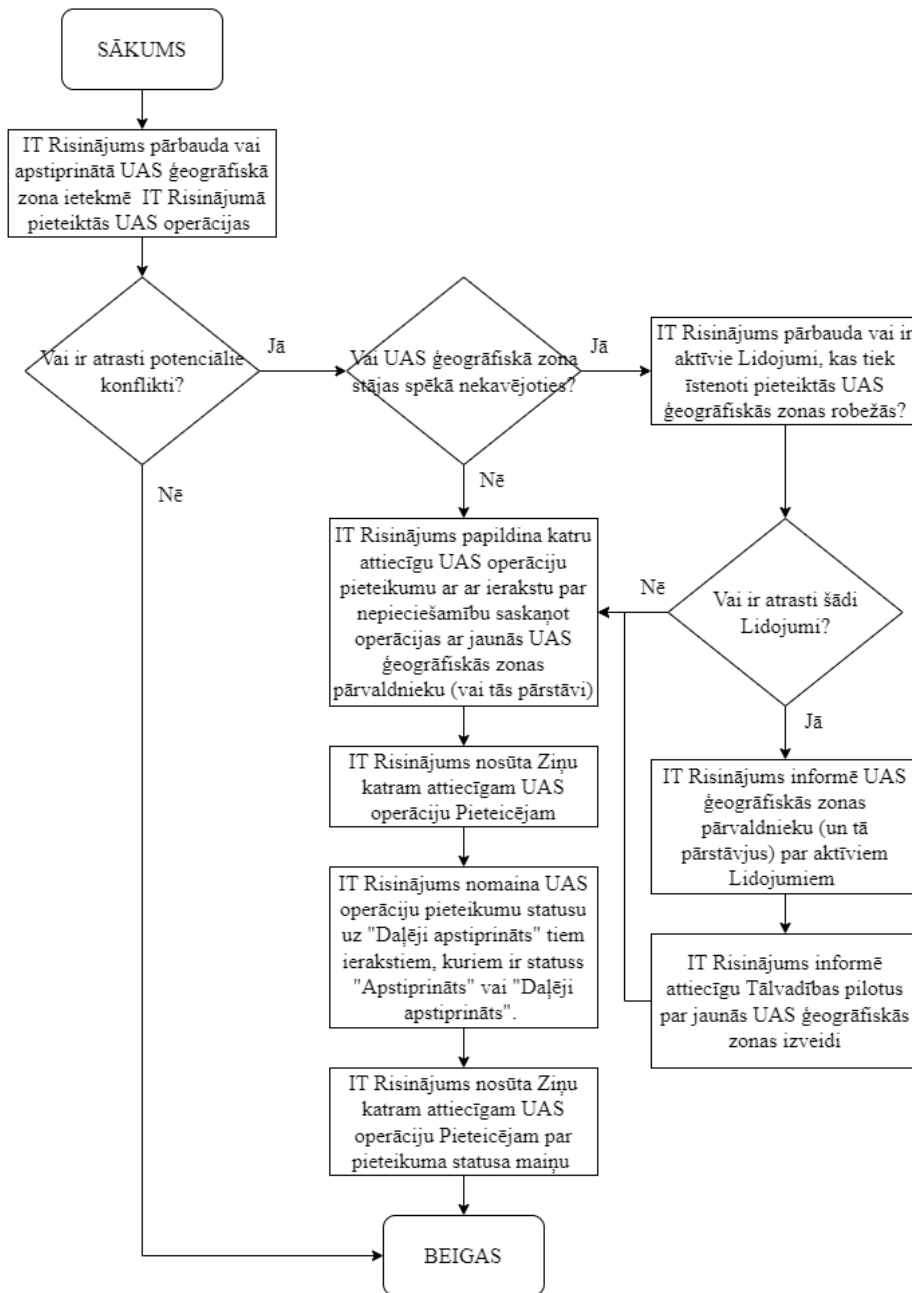 SĀKUMS
IT Risinājums pārbauda vai
apstiprinātā UAS ģeogrāfiskā
zona ietekmē IT Risinājumā
pieteiktās UAS operācijas
Vai ir atrasti potenciālie
konflikti?
Jā
Nē
Vai UAS ģeogrāfiskā zona
stājas spēkā nekavējoties?
Jā
Nē
IT Risinājums pārbauda vai ir
aktīvie Lidojumi, kas tiek
īstenoti pieteiktās UAS
ģeogrāfiskās zonas robežās?
Vai ir atrasti šādi
Lidojumi?
Nē
Jā
IT Risinājums papildina katru
attiecīgu UAS operāciju
pieteikumu ar ar ierakstu par
nepieciešamību saskaņot
operācijas ar jaunās UAS
ģeogrāfiskās zonas
pārvaldnieku (vai tās pārstāvi)
IT Risinājums nosūta Ziņu
katram attiecīgam UAS
operāciju Pieteicējam
IT Risinājums informē UAS
ģeogrāfiskās zonas
pārvaldnieku (un tā
pārstāvjus) par aktīviem
Lidojumiem
IT Risinājums nomaina UAS
operāciju pieteikumu statusu
uz "Daļēji apstiprināts" tiem
ierakstiem, kuriem ir statuss
"Apstiprināts" vai "Daļēji
apstiprināts".
IT Risinājums informē
attiecīgu Tālvadības pilotus
par jaunās UAS ģeogrāfiskās
zonas izveidi
IT Risinājums nosūta Ziņu
katram attiecīgam UAS
operāciju Pieteicējam par
pieteikuma statusa maiņu
BEIGAS